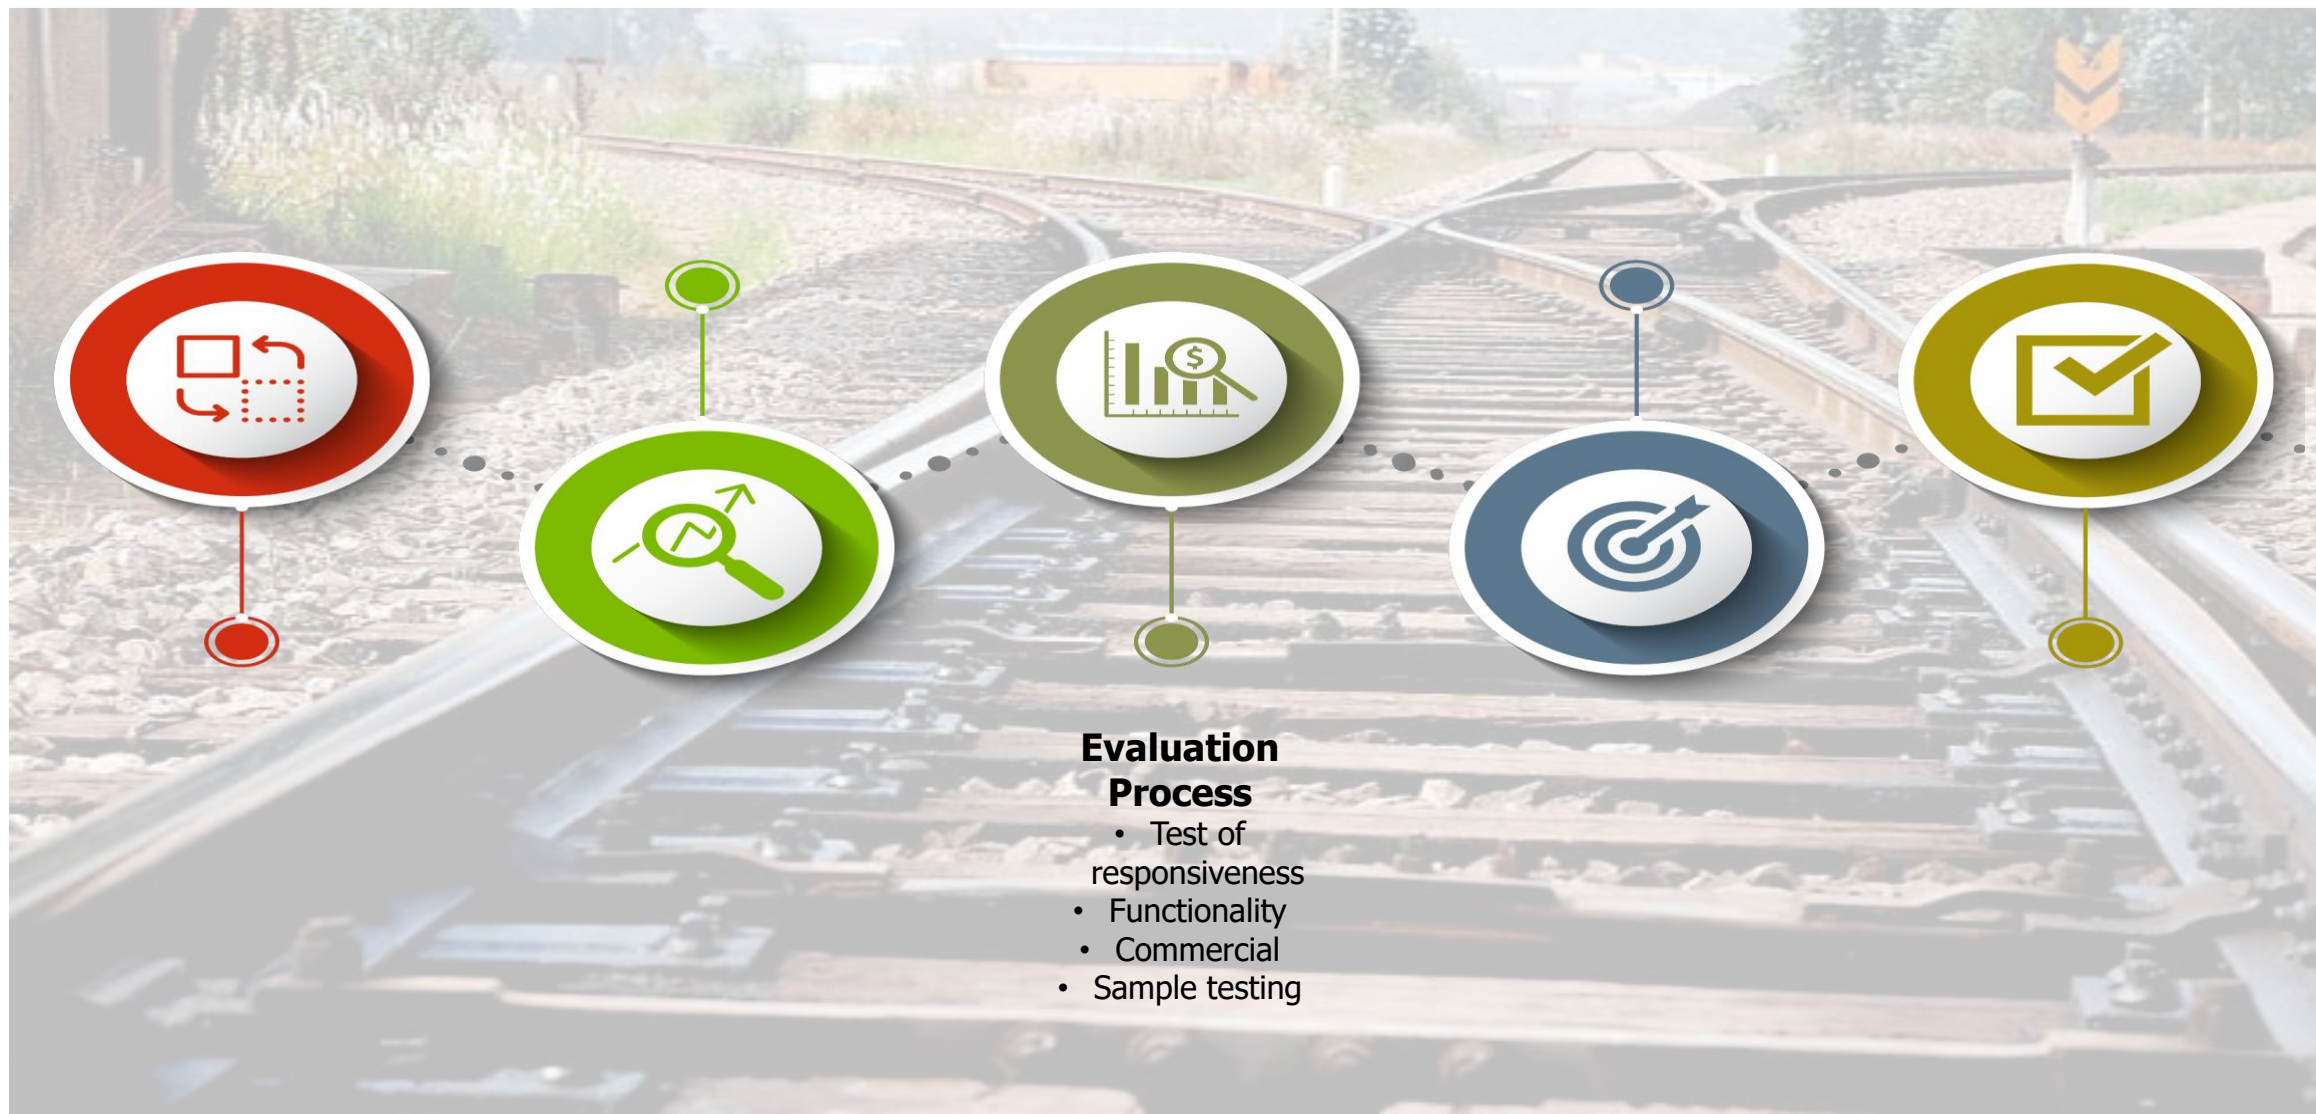 $
Evaluation
Process
• Test of
responsiveness
• Functionality
• Commercial
• Sample testing